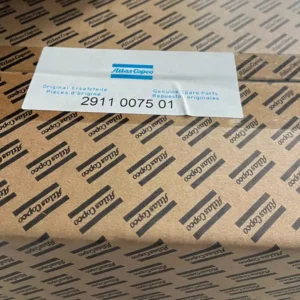 Atlas Copco
Original Ersatzteile Genuine Spare Parts
Pièces d'origine Repuestos originales
2911 0075 01
Atlas Copco